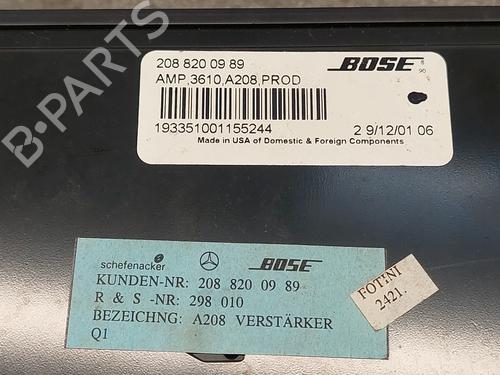 208 820 09 89
BOSE
AMP,3610,A208,PROD
193351001155244
2 9/12/01 06
Made in USA of Domestic & Foreign Components
B-PARTS
schefenacker
BOSE
KUNDEN-NR: 208 820 09 89
R & S -NR: 298 010
BEZEICHNG: A208 VERSTÄRKER
Q1
FOTINI
2421.